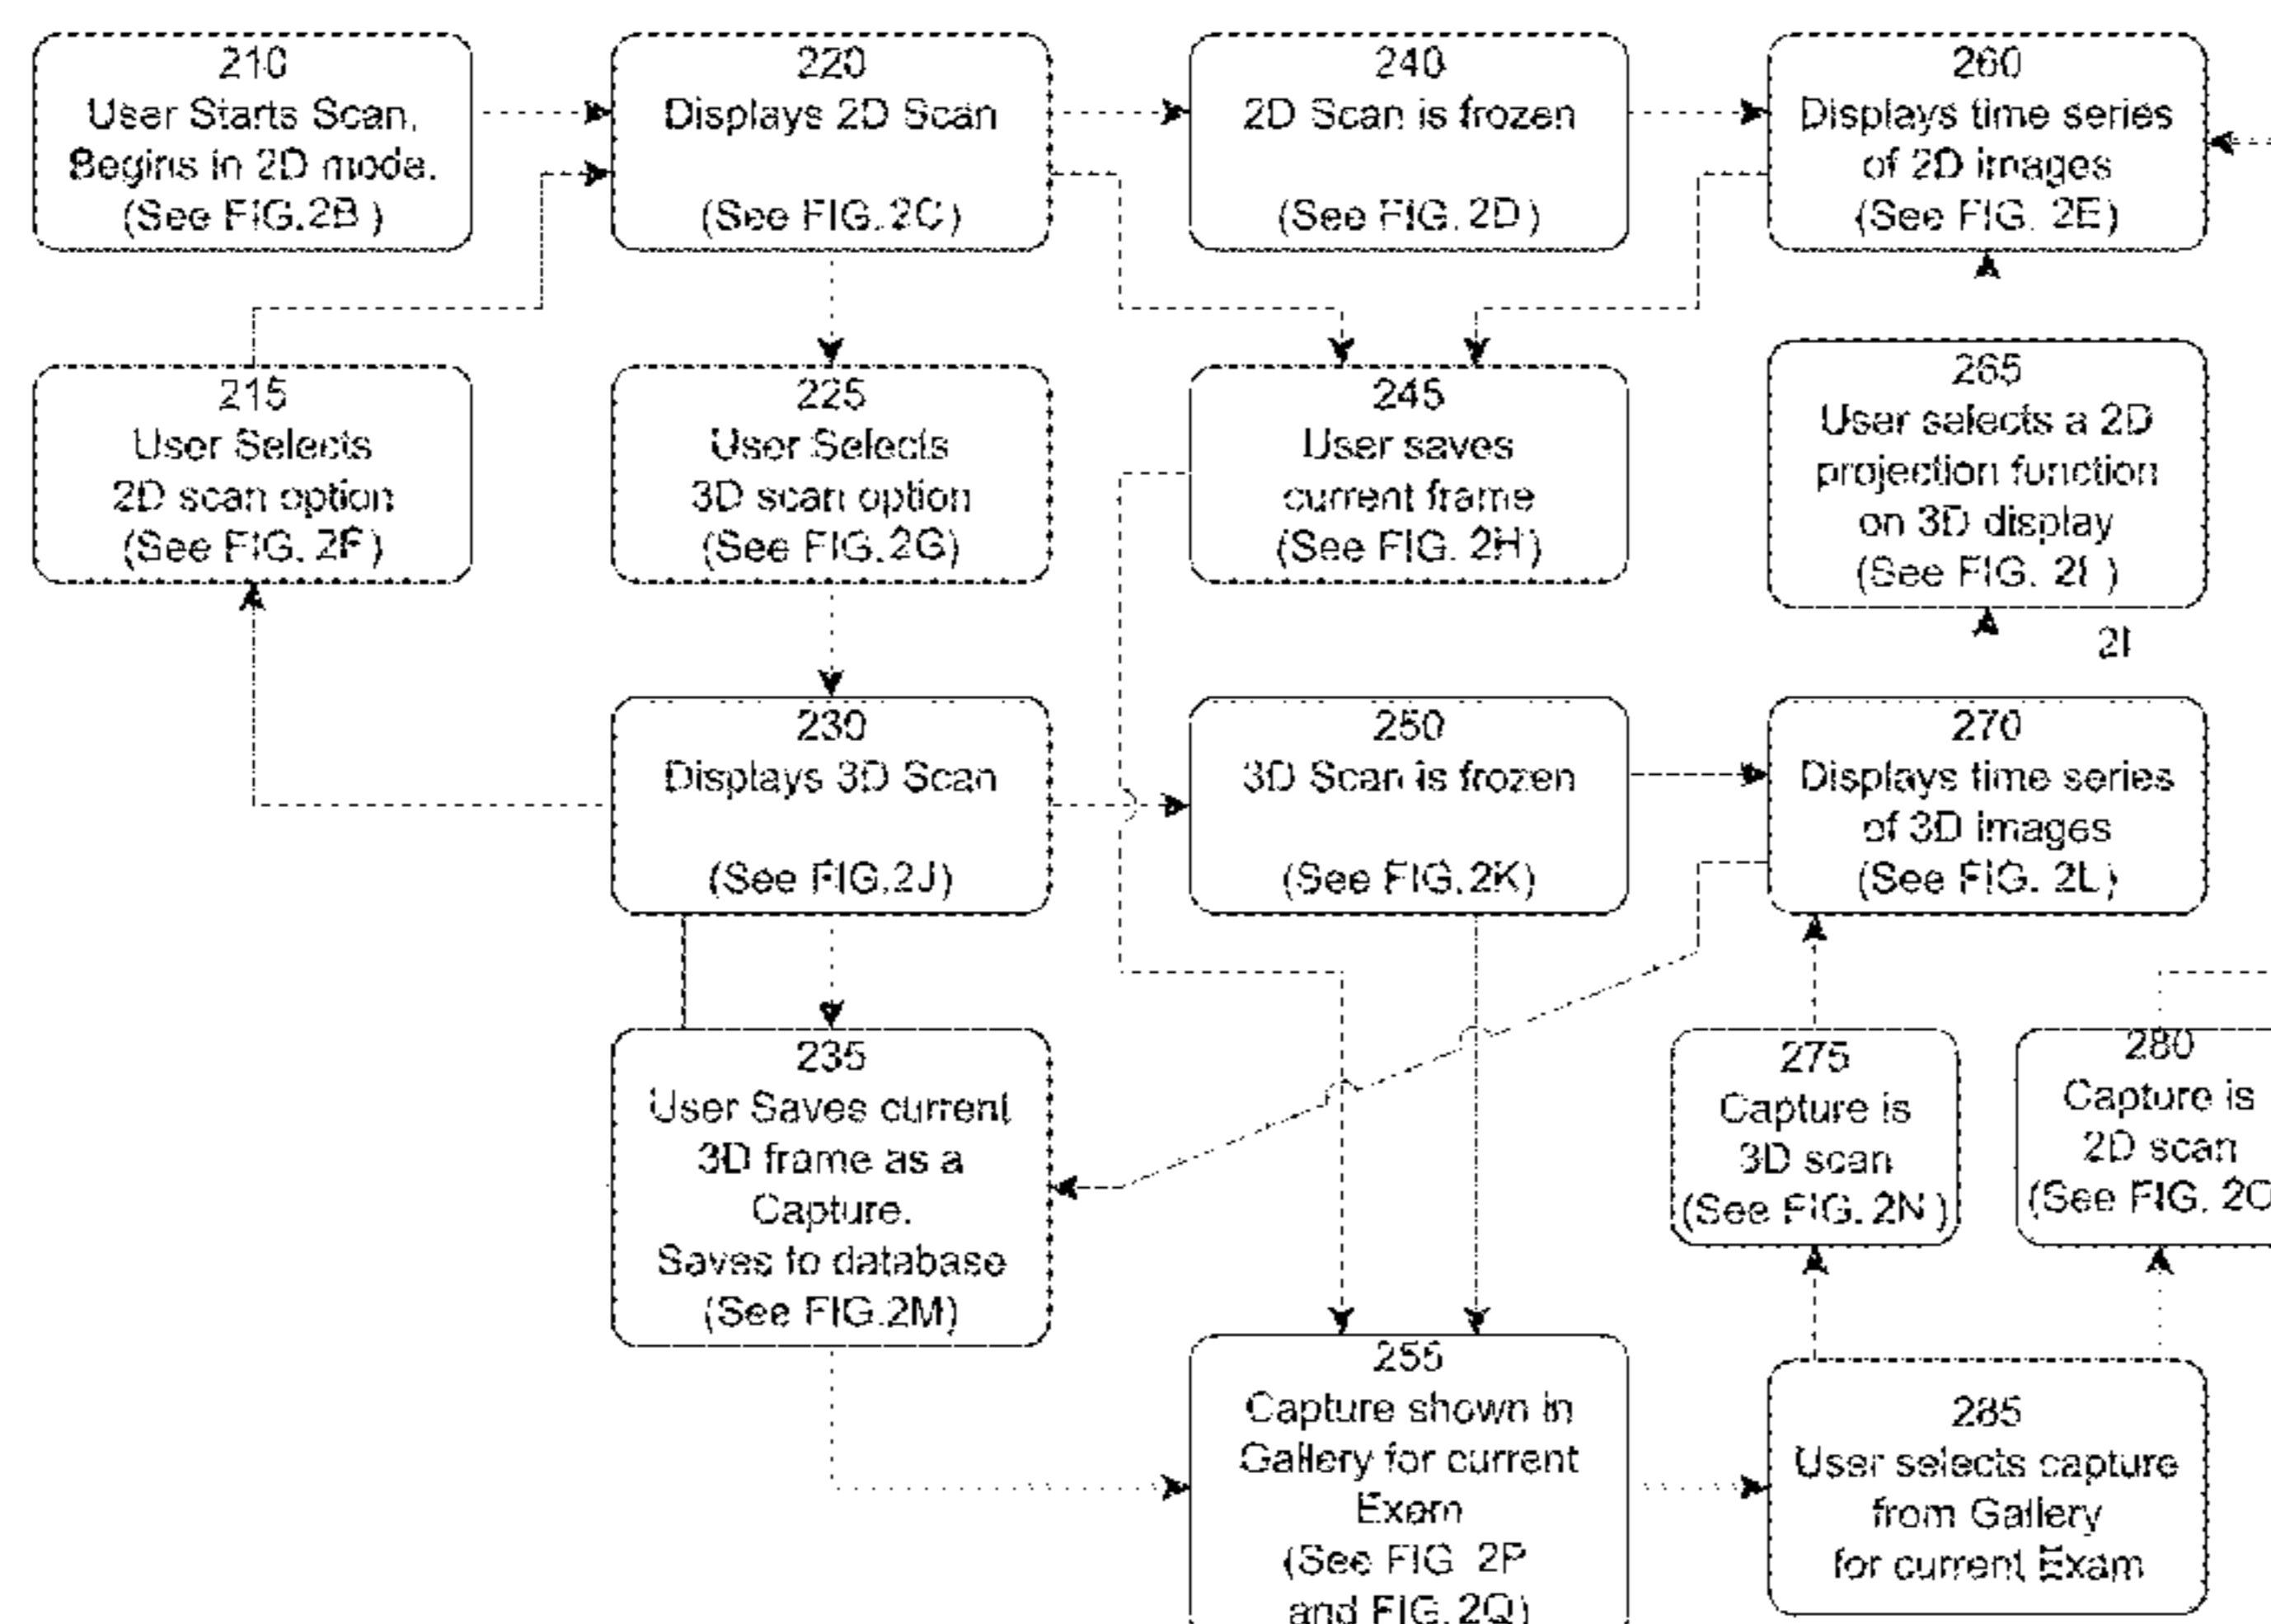 210
User Starts Scan.
Begins in 2D mode.
(See FIG.2B )
220
Displays 2D Scan
(See FIG.2C)
240
2D Scan is frozen
(See FIG.2D )
260
Displays time series
of 2D images
(See FIG. 2E)
215
User Selects
2D scan option
(See FIG. 2F)
225
User Selects
3D scan option
(See FIG.2G)
245
User saves
current frame
(See FIG. 2H )
265
User selects a 2D
projection function
on 3D display
(See FIG. 2I )
2I
230
Displays 3D Scan
(See FIG.2J)
250
3D Scan is frozen
(See FIG.2K)
270
Displays time series
of 3D images
(See FIG. 2L)
235
User Saves current
3D frame as a
Capture.
Saves to database
(See FIG.2M)
275
Capture is
3D scan
(See FIG. 2N )
280
Capture is
2D scan
(See FIG. 2O
255
Capture shown in
Gallery for current
Exam
(See FIG 2P
and FIG.2Q)
285
User selects capture
from Gallery
for current Exam